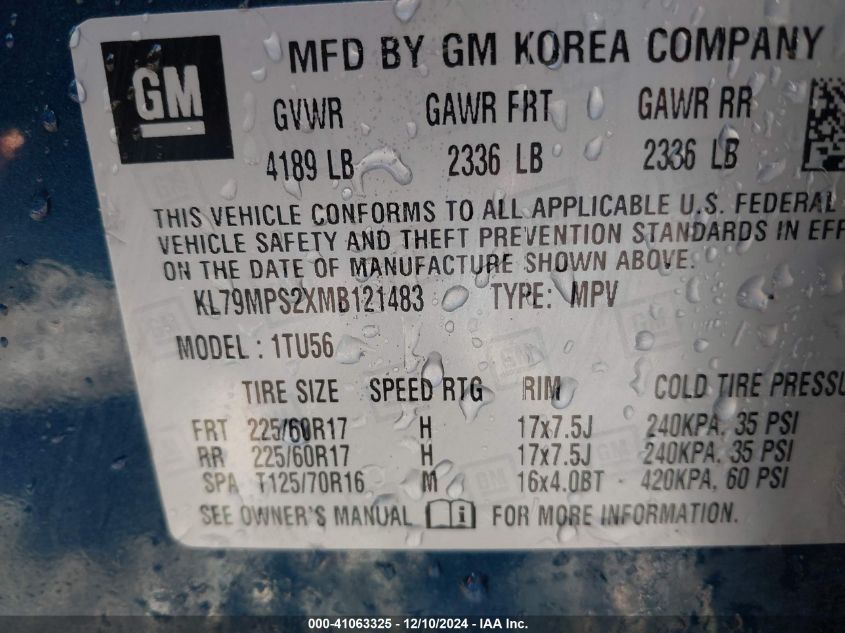 GM
MFD BY GM KOREA COMPANY
GVWR GAWR FRT GAWR RR
4189 LB 2336 LB 2336 LB
THIS VEHICLE CONFORMS TO ALL APPLICABLE U.S. FEDERAL
VEHICLE SAFETY AND THEFT PREVENTION STANDARDS IN EFF
ON THE DATE OF MANUFACTURE SHOWN ABOVE.
KL79MPS2XMB121483 TYPE: MPV
MODEL: 1TU56
TIRE SIZE SPEED RTG RIM COLD TIRE PRESSU
FRT 225/60R17 H 17x7.5J 240KPA. 35 PSI
RR 225/60R17 H 17x7.5J 240KPA. 35 PSI
SPA T125/70R16 M 16x4.0BT - 420KPA. 60 PSI
SEE OWNER'S MANUAL FOR MORE INFORMATION.
000-41063325 - 12/10/2024 - IAA Inc.